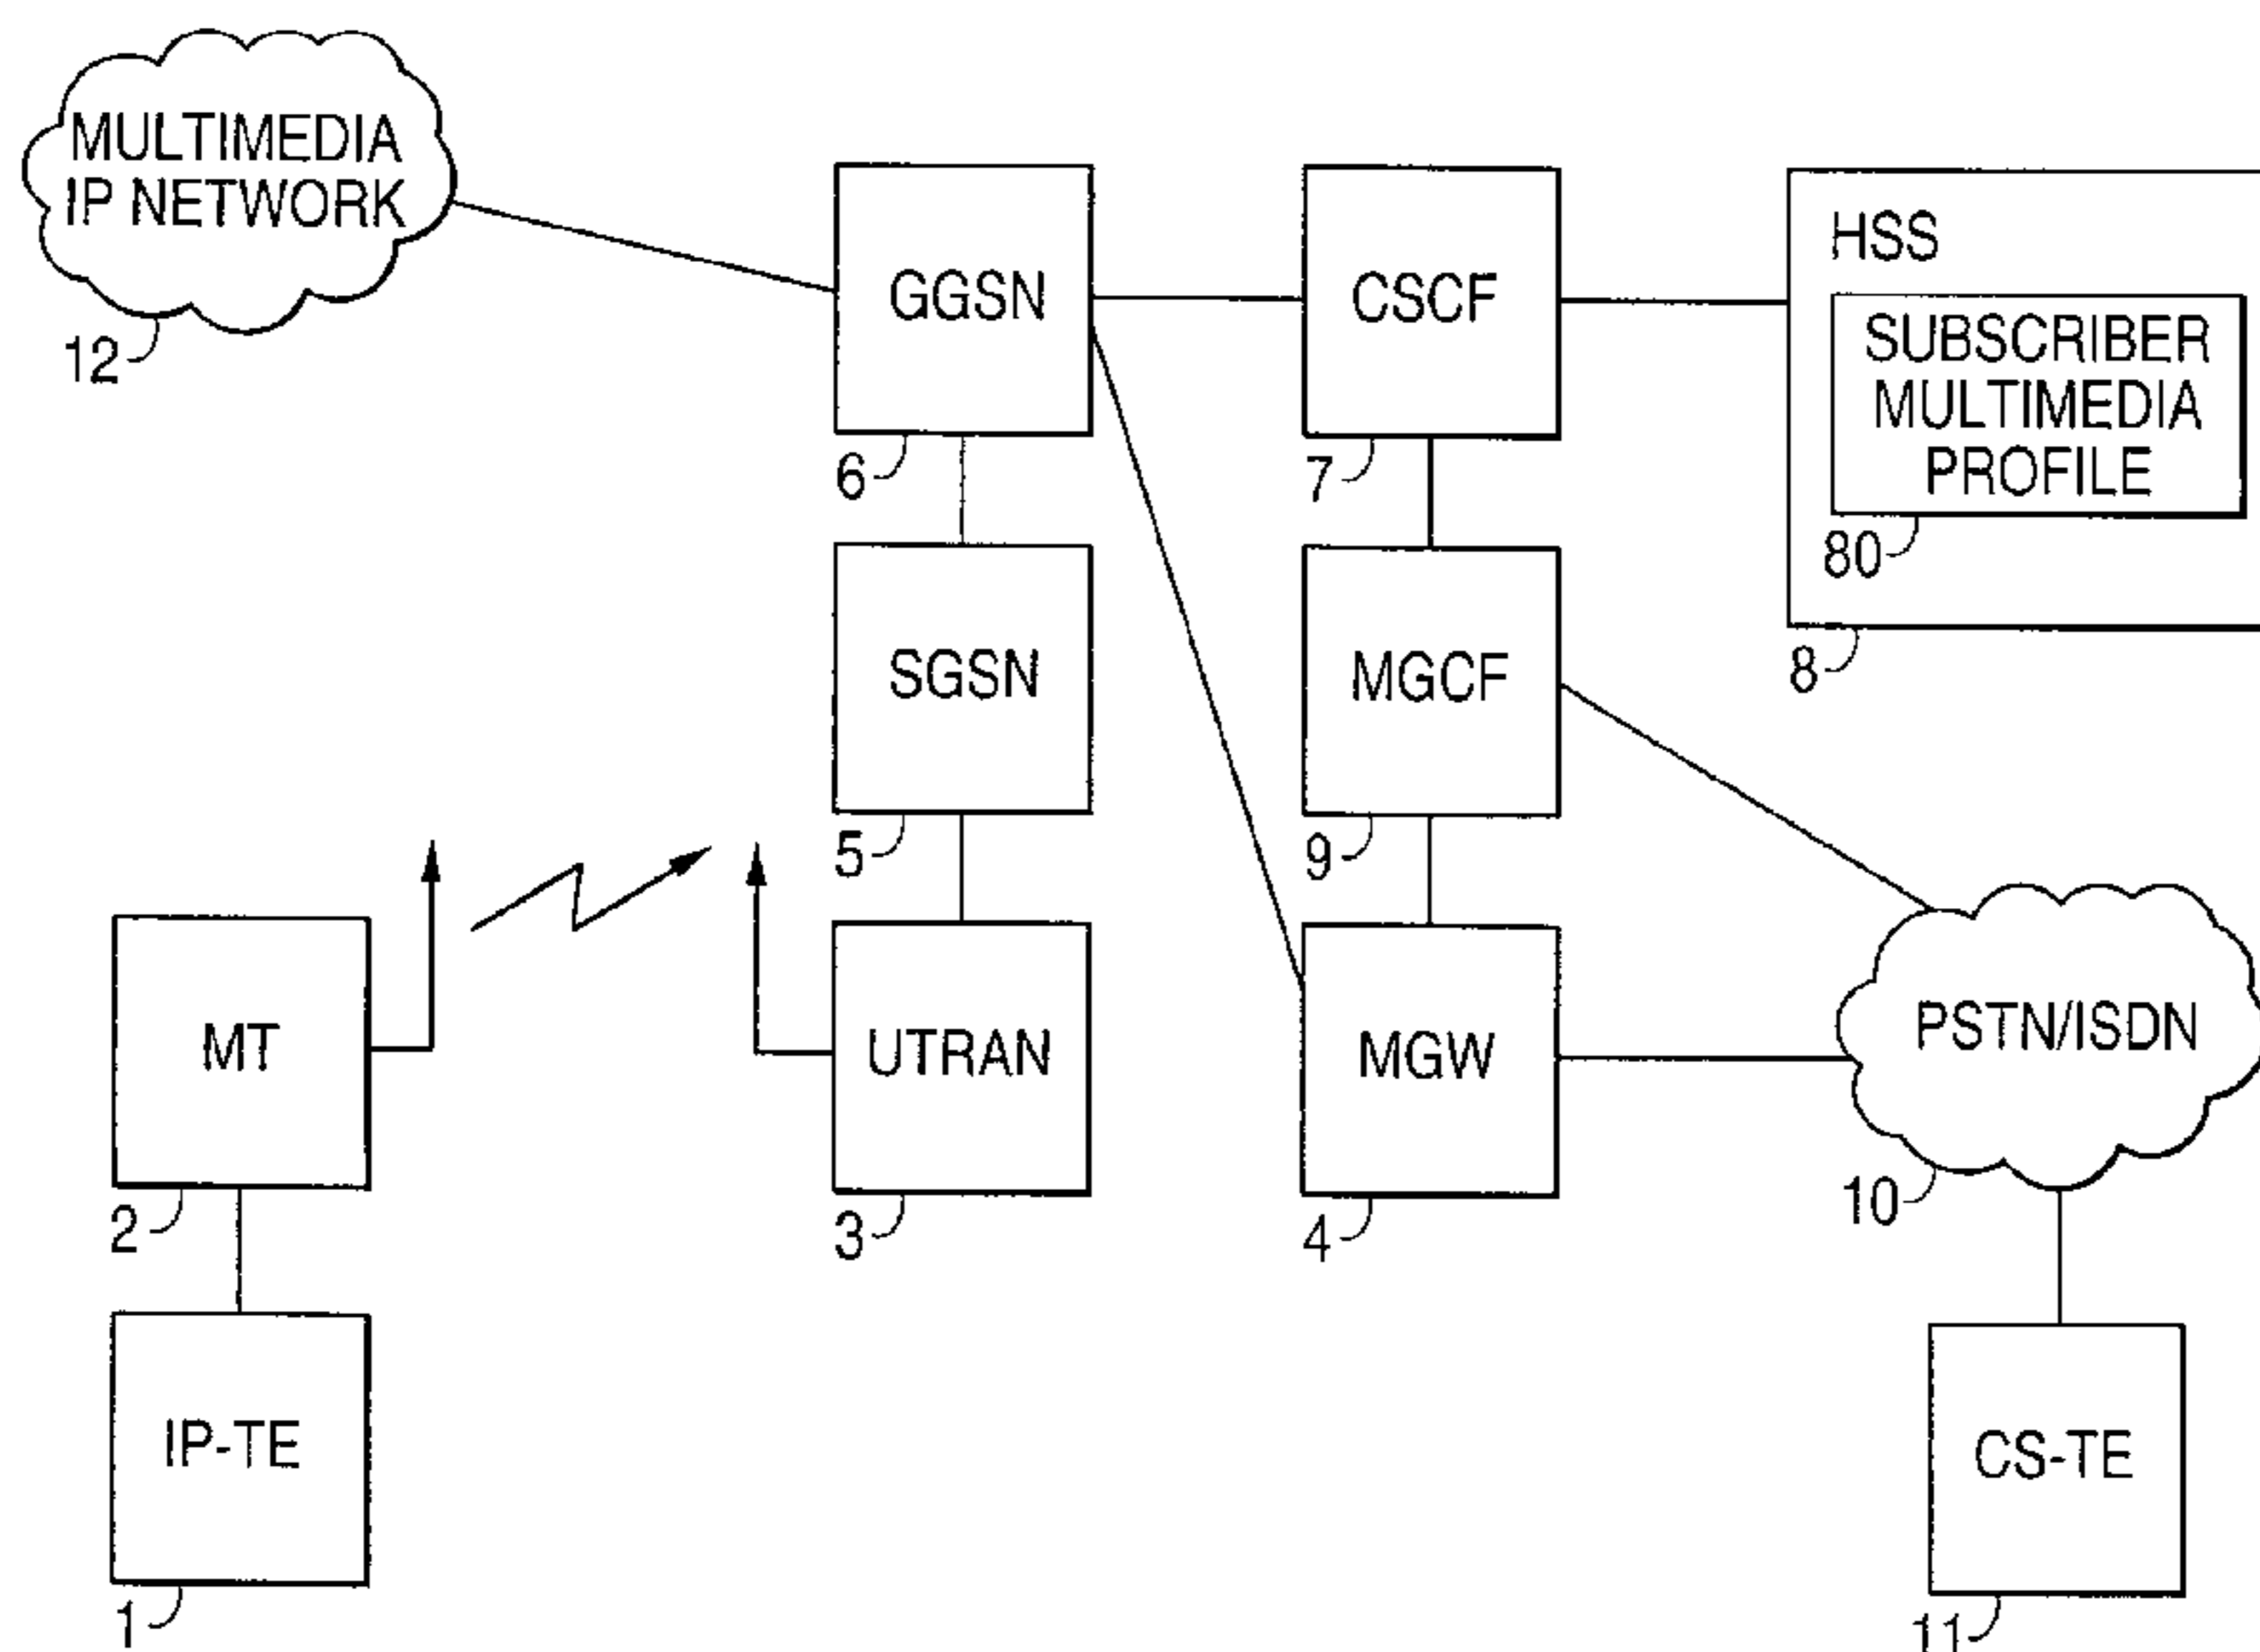 MULTIMEDIA
IP NETWORK
12
GGSN
6
CSCF
7
HSS
SUBSCRIBER
MULTIMEDIA
PROFILE
80
8
SGSN
5
MGCF
9
MT
2
UTRAN
3
MGW
4
PSTN/ISDN
10
IP-TE
1
CS-TE
11